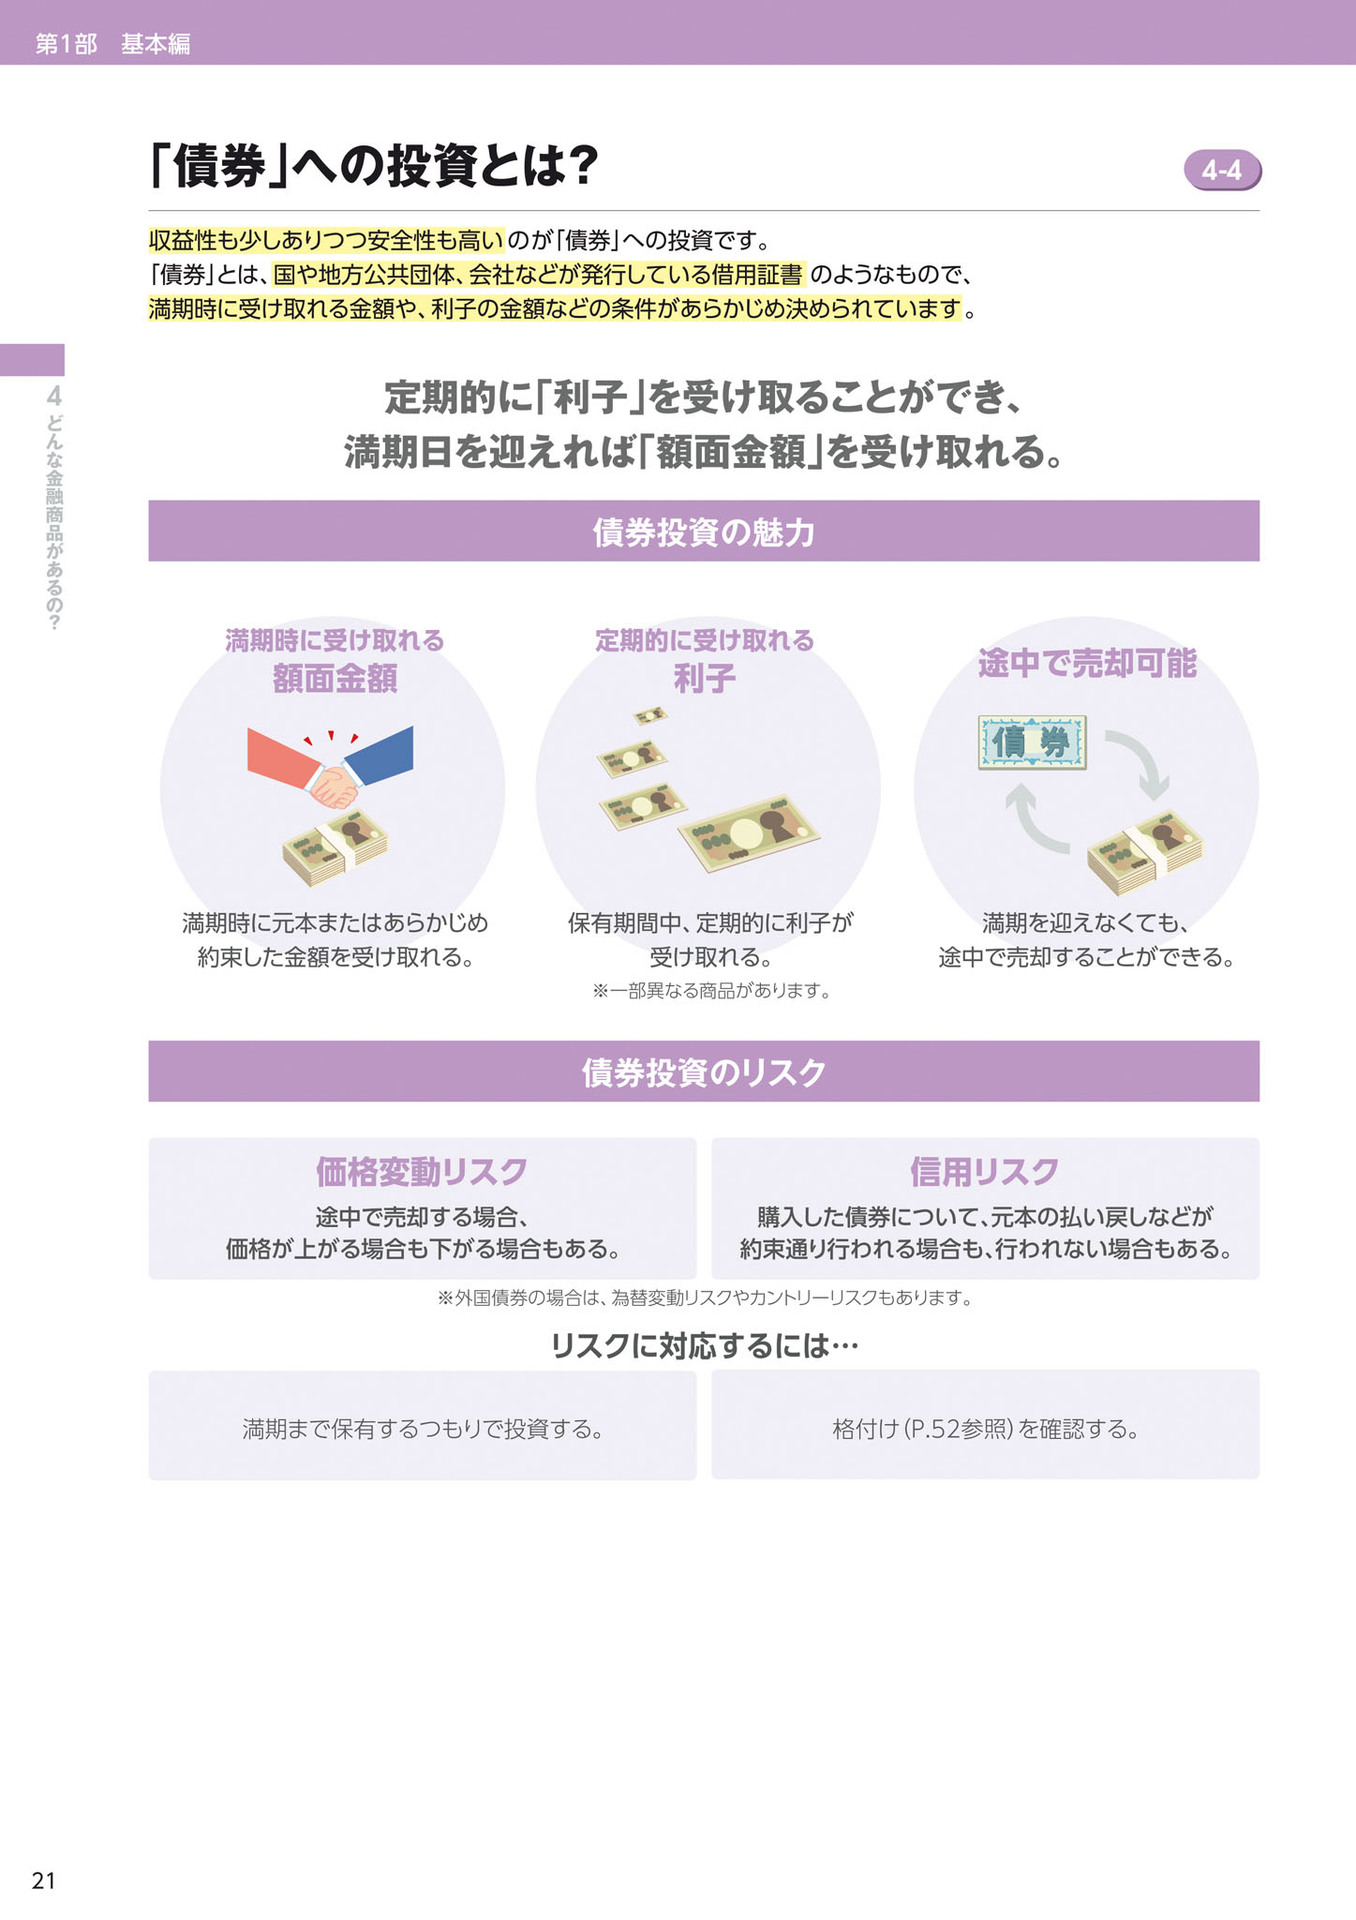 第1部 基本編
「債券」への投資とは?
4-4
収益性も少しありつつ安全性も高いのが「債券」への投資です。
「債券」とは、国や地方公共団体、会社などが発行している借用証書のようなもので、
満期時に受け取れる金額や、利子の金額などの条件があらかじめ決められています。
4 どんな金融商品があるの?
定期的に「利子」を受け取ることができ、
満期日を迎えれば「額面金額」を受け取れる。
債券投資の魅力
満期時に受け取れる
額面金額
満期時に元本またはあらかじめ
約束した金額を受け取れる。
定期的に受け取れる
利子
保有期間中、定期的に利子が
受け取れる。
※一部異なる商品があります。
途中で売却可能
債券
満期を迎えなくても、
途中で売却することができる。
債券投資のリスク
価格変動リスク
途中で売却する場合、
価格が上がる場合も下がる場合もある。
信用リスク
購入した債券について、元本の払い戻しなどが
約束通り行われる場合も、行われない場合もある。
※外国債券の場合は、為替変動リスクやカントリーリスクもあります。
リスクに対応するには…
満期まで保有するつもりで投資する。
格付け(P.52参照)を確認する。
21